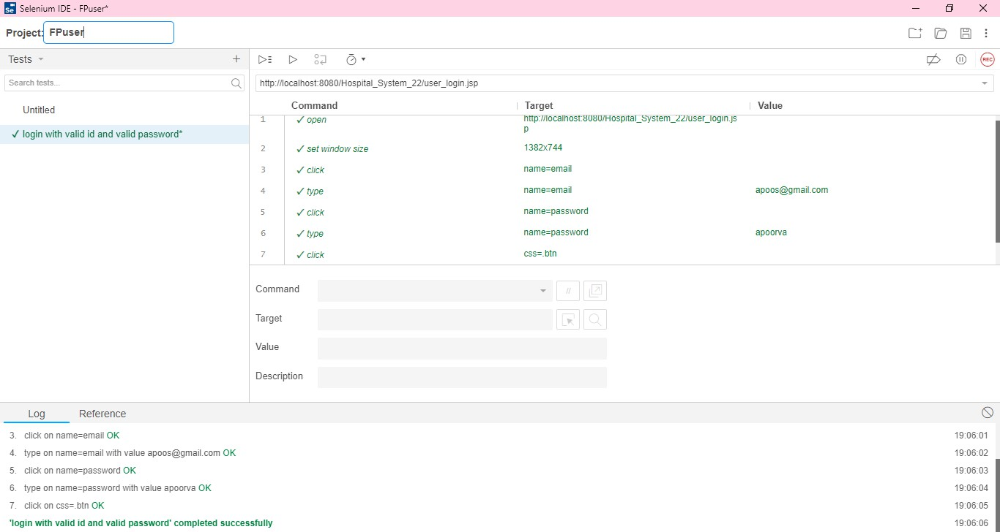 Selenium IDE - FPuser*
Project: FPuser
Tests
Search tests...
Untitled
✓ login with valid id and valid password*
REC
http://localhost:8080/Hospital_System_22/user_login.jsp
Command Target Value
1 ✓ open http://localhost:8080/Hospital_System_22/user_login.js
p
2 ✓ set window size 1382x744
3 ✓ click name=email
4 ✓ type name=email apoos@gmail.com
5 ✓ click name=password
6 ✓ type name=password apoorva
7 ✓ click css=.btn
Command //
Target
Value
Description
Log Reference
3. click on name=email OK 19:06:01
4. type on name=email with value apoos@gmail.com OK 19:06:02
5. click on name=password OK 19:06:03
6. type on name=password with value apoorva OK 19:06:04
7. click on css=.btn OK 19:06:05
'login with valid id and valid password' completed successfully 19:06:06